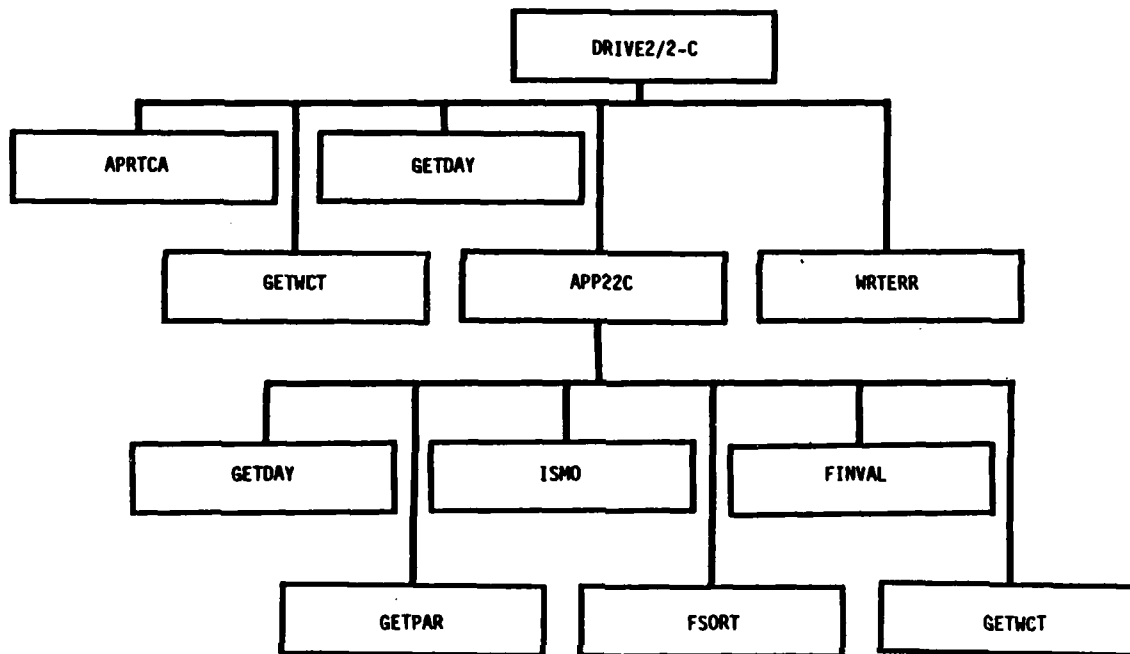 DRIVE2/2-C
APRTCA
GETDAY
GETWCT
APP22C
WRTERR
GETDAY
ISMO
FINVAL
GETPAR
FSORT
GETWCT